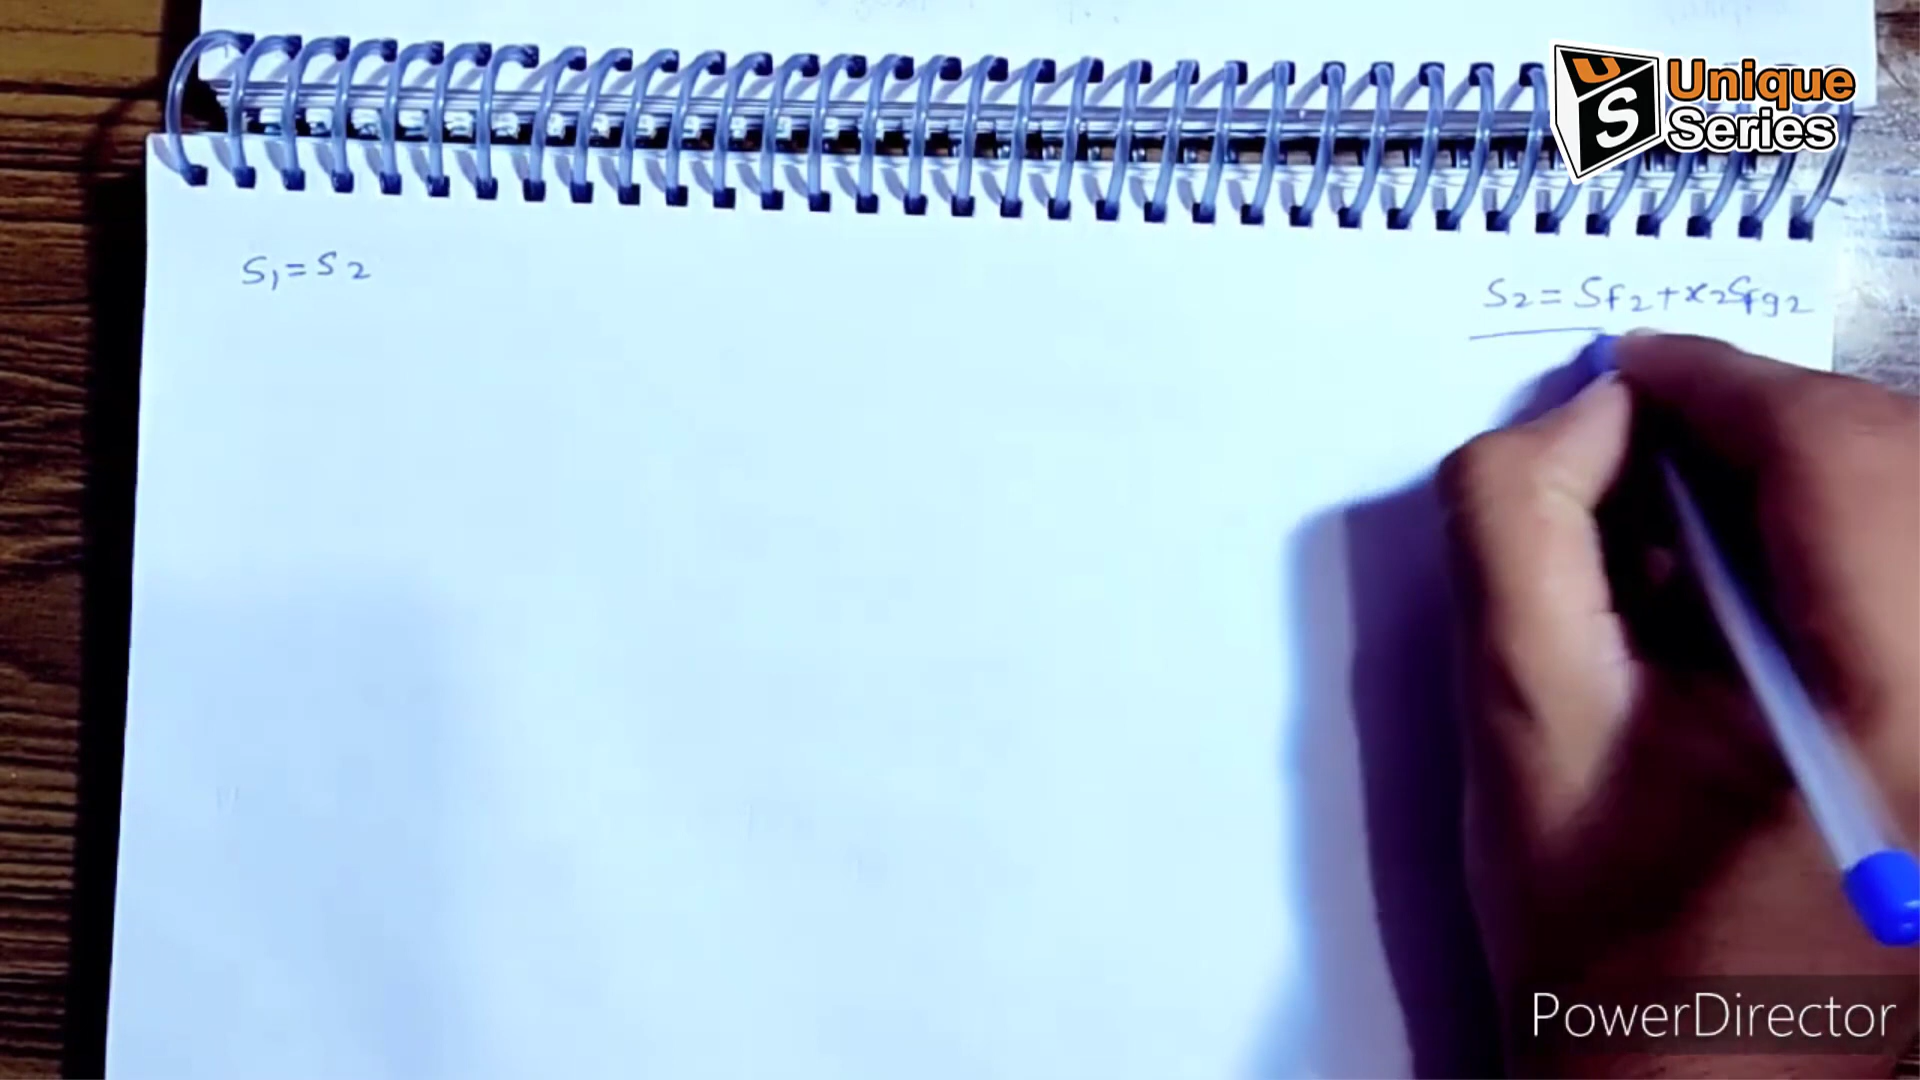 U S Unique
Series
S₁ = S₂
S₂ = Sf₂ + x₂Sfg₂
PowerDirector